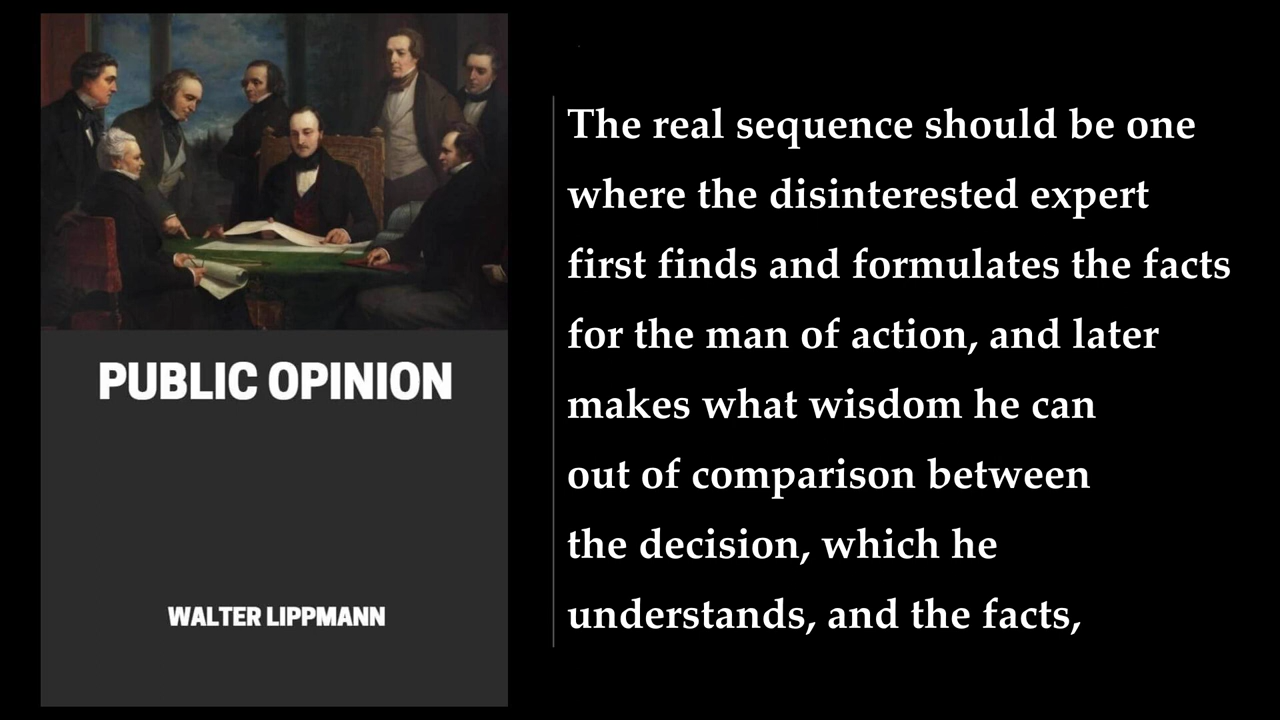 PUBLIC OPINION
WALTER LIPPMANN
The real sequence should be one
where the disinterested expert
first finds and formulates the facts
for the man of action, and later
makes what wisdom he can
out of comparison between
the decision, which he
understands, and the facts,